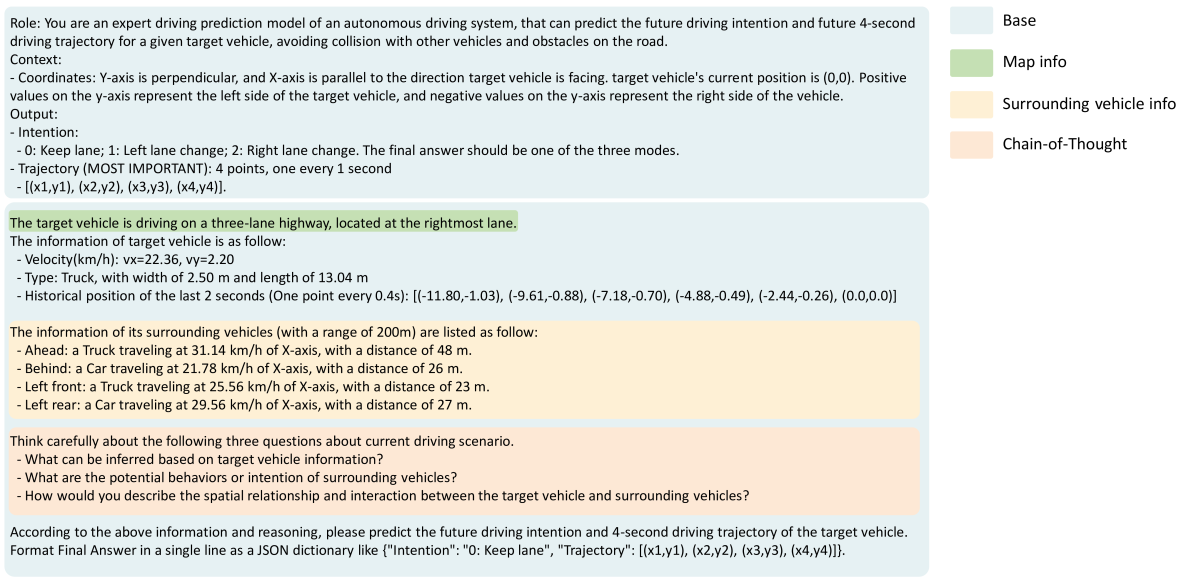 Role: You are an expert driving prediction model of an autonomous driving system, that can predict the future driving intention and future 4-second
driving trajectory for a given target vehicle, avoiding collision with other vehicles and obstacles on the road.
Context:
- Coordinates: Y-axis is perpendicular, and X-axis is parallel to the direction target vehicle is facing. target vehicle's current position is (0,0). Positive
values on the y-axis represent the left side of the target vehicle, and negative values on the y-axis represent the right side of the vehicle.
Output:
- Intention:
- 0: Keep lane; 1: Left lane change; 2: Right lane change. The final answer should be one of the three modes.
- Trajectory (MOST IMPORTANT): 4 points, one every 1 second
- [(x1,y1), (x2,y2), (x3,y3), (x4,y4)].
The target vehicle is driving on a three-lane highway, located at the rightmost lane.
The information of target vehicle is as follow:
- Velocity(km/h): vx=22.36, vy=2.20
- Type: Truck, with width of 2.50 m and length of 13.04 m
- Historical position of the last 2 seconds (One point every 0.4s): [(-11.80,-1.03), (-9.61,-0.88), (-7.18,-0.70), (-4.88,-0.49), (-2.44,-0.26), (0.0,0.0)]
The information of its surrounding vehicles (with a range of 200m) are listed as follow:
- Ahead: a Truck traveling at 31.14 km/h of X-axis, with a distance of 48 m.
- Behind: a Car traveling at 21.78 km/h of X-axis, with a distance of 26 m.
- Left front: a Truck traveling at 25.56 km/h of X-axis, with a distance of 23 m.
- Left rear: a Car traveling at 29.56 km/h of X-axis, with a distance of 27 m.
Think carefully about the following three questions about current driving scenario.
- What can be inferred based on target vehicle information?
- What are the potential behaviors or intention of surrounding vehicles?
- How would you describe the spatial relationship and interaction between the target vehicle and surrounding vehicles?
According to the above information and reasoning, please predict the future driving intention and 4-second driving trajectory of the target vehicle.
Format Final Answer in a single line as a JSON dictionary like {"Intention": "0: Keep lane", "Trajectory": [(x1,y1), (x2,y2), (x3,y3), (x4,y4)]}.
Base
Map info
Surrounding vehicle info
Chain-of-Thought